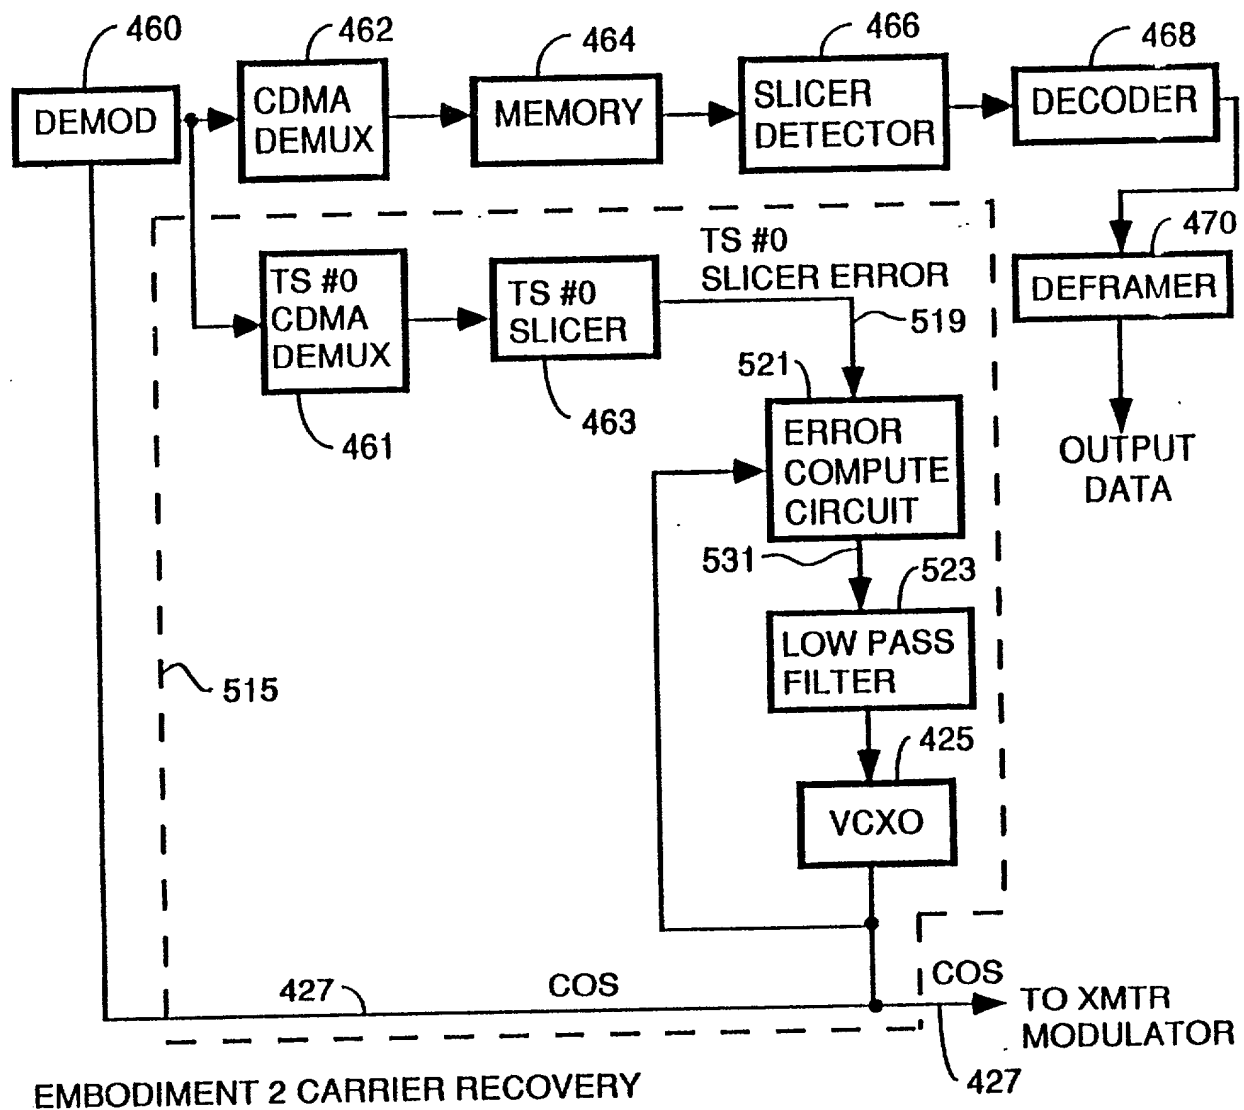 460
462
464
466
468
DEMOD
CDMA
DEMUX
MEMORY
SLICER
DETECTOR
DECODER
470
DEFRAMER
OUTPUT
DATA
TS #0
CDMA
DEMUX
461
TS #0
SLICER
463
TS #0
SLICER ERROR
519
521
ERROR
COMPUTE
CIRCUIT
531
523
LOW PASS
FILTER
515
425
VCXO
427
COS
COS
TO XMTR
MODULATOR
427
EMBODIMENT 2 CARRIER RECOVERY